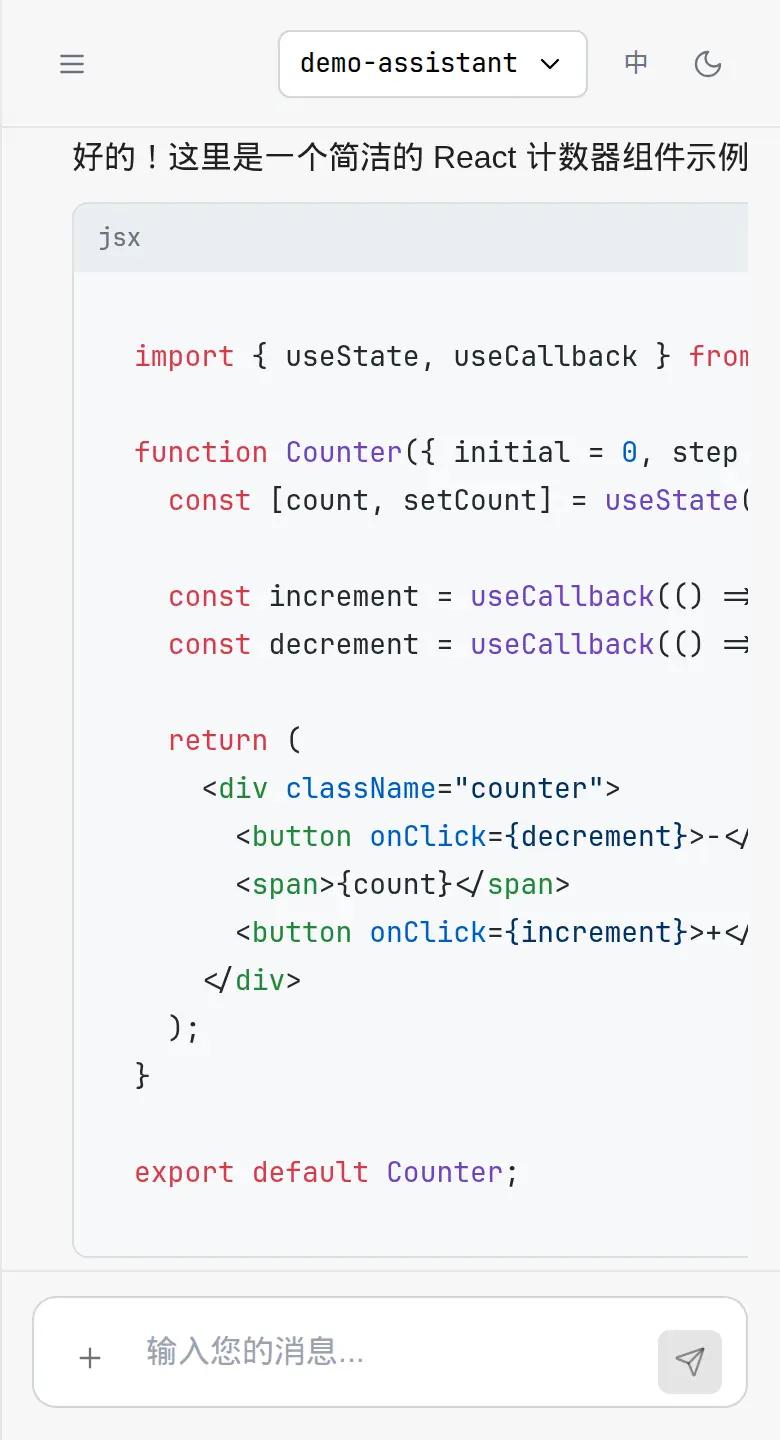 demo-assistant
中
好的！这里是一个简洁的 React 计数器组件示例
jsx
import { useState, useCallback } from
function Counter({ initial = 0, step
const [count, setCount] = useState(
const increment = useCallback(() =>
const decrement = useCallback(() =>
return (
<div className="counter">
<button onClick={decrement}>-</
<span>{count}</span>
<button onClick={increment}>+</
</div>
);
}
export default Counter;
输入您的消息...